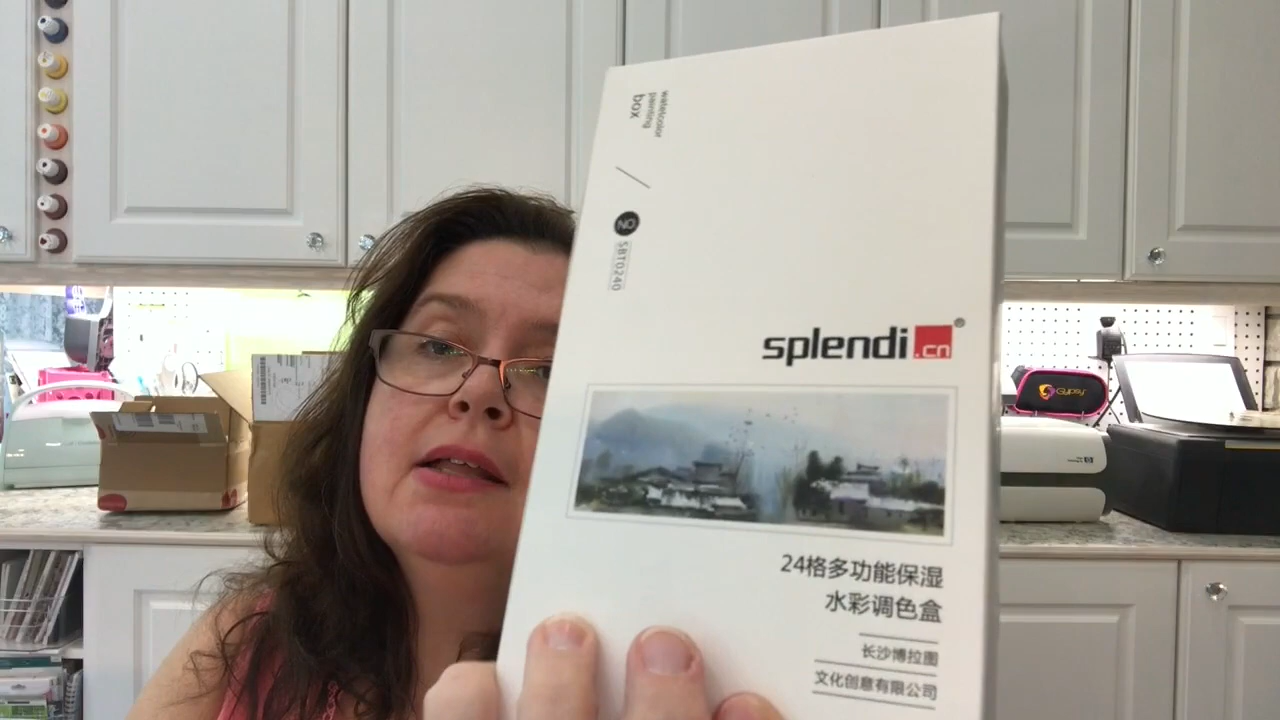 watercolor
painting
box
SBT0240
splendi.cn®
24格多功能保湿
水彩调色盒
长沙博拉图
文化创意有限公司
Gypsy
hp